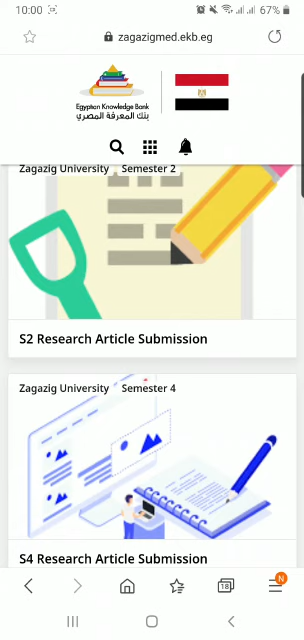 10:00
67%
zagazigmed.ekb.eg
Egyptian Knowledge Bank
بنك المعرفة المصري
Zagazig University Semester 2
S2 Research Article Submission
Zagazig University Semester 4
S4 Research Article Submission
18
N